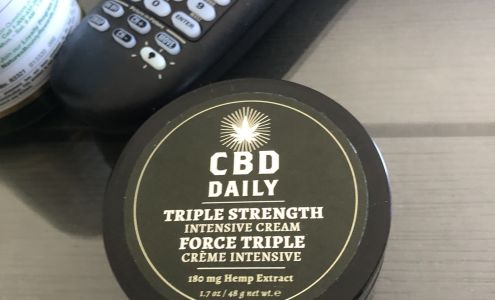 9
ENTER
CBD
DAILY
TRIPLE STRENGTH
INTENSIVE CREAM
FORCE TRIPLE
CRÈME INTENSIVE
180 mg Hemp Extract
1.7 oz / 48 g net wt. e